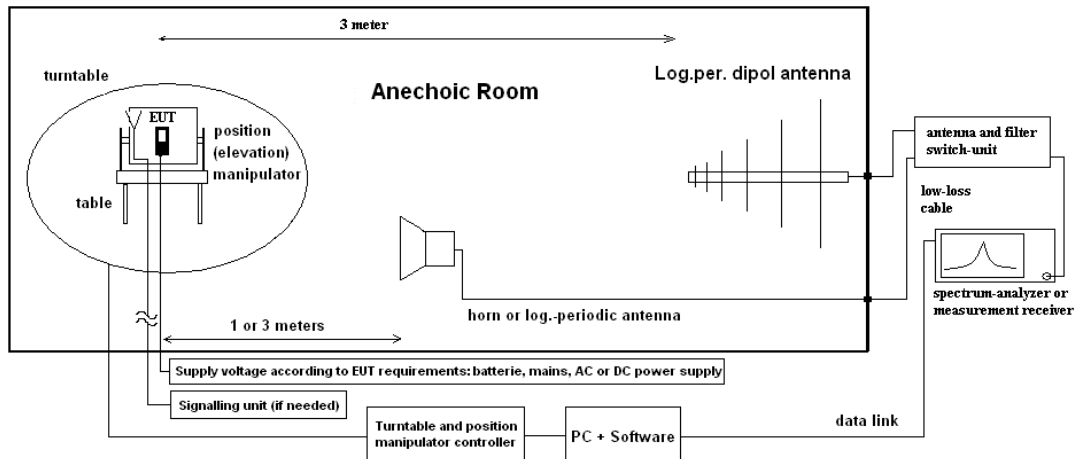 3 meter
turntable
Log.per. dipol antenna
Anechoic Room
EUT
position
(elevation)
manipulator
antenna and filter
switch-unit
table
low-loss
cable
spectrum-analyzer or
measurement receiver
horn or log.-periodic antenna
1 or 3 meters
Supply voltage according to EUT requirements: batterie, mains, AC or DC power supply
Signalling unit (if needed)
Turntable and position
manipulator controller
PC + Software
data link